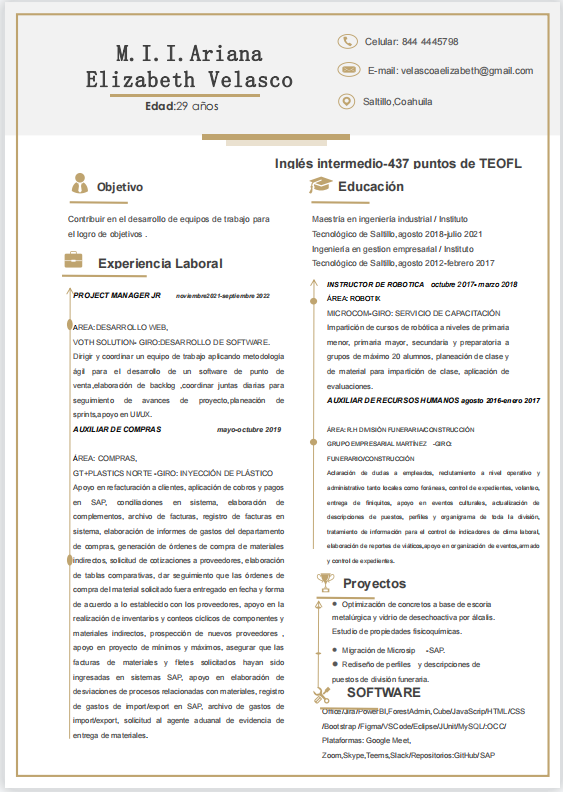 M.I.I.Ariana
Elizabeth Velasco
Edad:29 años
Celular: 844 4445798
E-mail: velascoaelizabeth@gmail.com
Saltillo,Coahuila
Inglés intermedio-437 puntos de TEOFL
Objetivo
Contribuir en el desarrollo de equipos de trabajo para
el logro de objetivos .
Experiencia Laboral
PROJECT MANAGER JR noviembre2021-septiembre 2022
ÁREA:DESARROLLO WEB,
VOTH SOLUTION- GIRO:DESARROLLO DE SOFTWARE.
Dirigir y coordinar un equipo de trabajo aplicando metodología
ágil para el desarrollo de un software de punto de
venta,elaboración de backlog ,coordinar juntas diarias para
seguimiento de avances de proyecto,planeación de
sprints,apoyo en UI/UX.
AUXILIAR DE COMPRAS mayo-octubre 2019
ÁREA: COMPRAS,
GT+PLASTICS NORTE -GIRO: INYECCIÓN DE PLÁSTICO
Apoyo en refacturación a clientes, aplicación de cobros y pagos
en SAP, conciliaciones en sistema, elaboración de
complementos, archivo de facturas, registro de facturas en
sistema, elaboración de informes de gastos del departamento
de compras, generación de órdenes de compra de materiales
indirectos, solicitud de cotizaciones a proveedores, elaboración
de tablas comparativas, dar seguimiento que las órdenes de
compra del material solicitado fuera entregado en fecha y forma
de acuerdo a lo establecido con los proveedores, apoyo en la
realización de inventarios y conteos cíclicos de componentes y
materiales indirectos, prospección de nuevos proveedores ,
apoyo en proyecto de mínimos y máximos, asegurar que las
facturas de materiales y fletes solicitados hayan sido
ingresadas en sistemas SAP, apoyo en elaboración de
desviaciones de procesos relacionadas con materiales, registro
de gastos de import/export en SAP, archivo de gastos de
import/export, solicitud al agente aduanal de evidencia de
entrega de materiales.
Educación
Maestría en ingeniería industrial / Instituto
Tecnológico de Saltillo,agosto 2018-julio 2021
Ingeniería en gestion empresarial / Instituto
Tecnológico de Saltillo,agosto 2012-febrero 2017
INSTRUCTOR DE ROBOTICA octubre 2017- marzo 2018
ÁREA: ROBOTIX
MICROCOM-GIRO: SERVICIO DE CAPACITACIÓN
Impartición de cursos de robótica a niveles de primaria
menor, primaria mayor, secundaria y preparatoria a
grupos de máximo 20 alumnos, planeación de clase y
de material para impartición de clase, aplicación de
evaluaciones.
AUXILIAR DE RECURSOS HUMANOS agosto 2016-enero 2017
ÁREA: R.H DIVISIÓN FUNERARIA/CONSTRUCCIÓN
GRUPO EMPRESARIAL MARTÍNEZ -GIRO:
FUNERARIO/CONSTRUCCIÓN
Aclaración de dudas a empleados, reclutamiento a nivel operativo y
administrativo tanto locales como foráneas, control de expedientes, volanteo,
entrega de finiquitos, apoyo en eventos culturales, actualización de
descripciones de puestos, perfiles y organigrama de toda la división,
tratamiento de información para el control de indicadores de clima laboral,
elaboración de reportes de viáticos,apoyo en organización de eventos,armado
y control de expedientes.
Proyectos
● Optimización de concretos a base de escoria
metalúrgica y vidrio de desechoactiva por álcalis.
Estudio de propiedades fisicoquímicas.
● Migración de Microsip -SAP.
● Rediseño de perfiles y descripciones de
puestos de división funeraria.
SOFTWARE
Office/Jira/PowerBI,ForestAdmin,Cube/JavaScrip/HTML/CSS
/Bootstrap /Figma/VSCode/Eclipse/JUnit/MySQL/:OCC/
Plataformas: Google Meet,
Zoom,Skype,Teems,Slack/Repositorios:GitHub/SAP